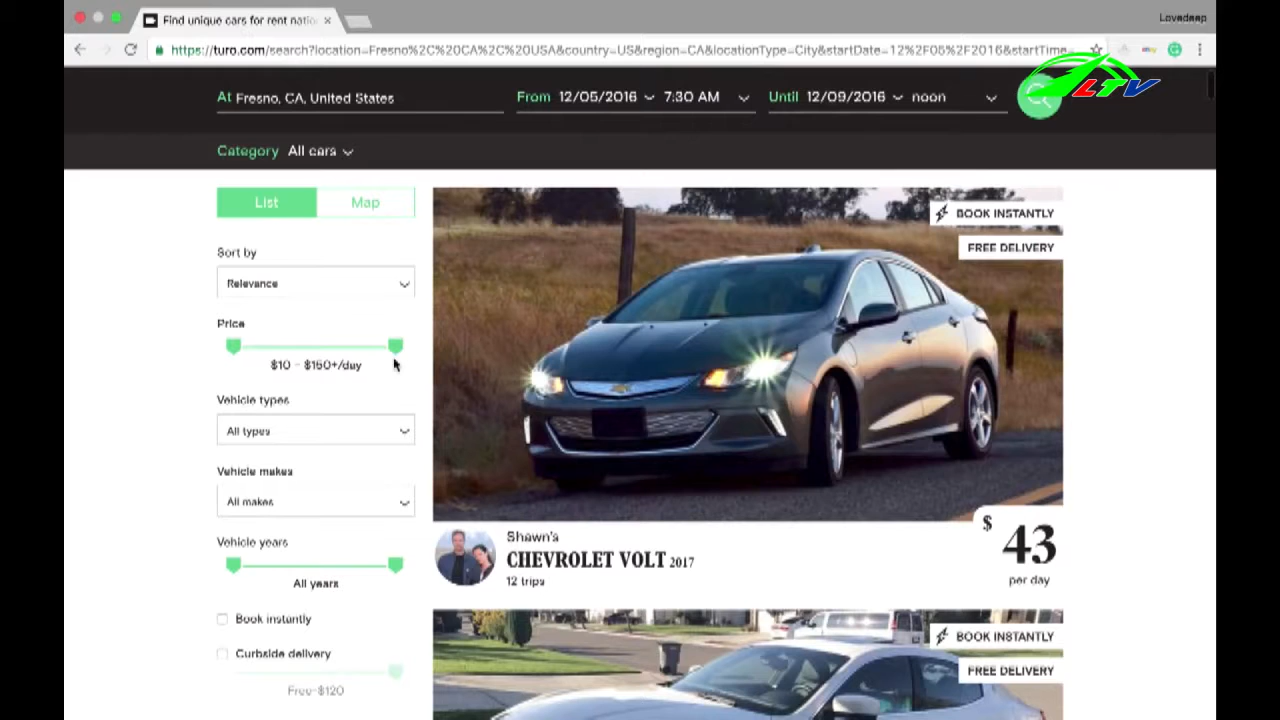 Find unique cars for rent natio
Lovedeep
https://turo.com/search?location=Fresno%2C%20CA%2C%20USA&country=US&region=CA&locationType=City&startDate=12%2F05%2F2016&startTime=
LTV
At Fresno, CA, United States
From 12/05/2016 7:30 AM
Until 12/09/2016 noon
Category All cars
List Map
BOOK INSTANTLY
FREE DELIVERY
Sort by
Relevance
Price
$10 - $150+/day
Vehicle types
All types
Vehicle makes
All makes
Vehicle years
All years
Book instantly
Curbside delivery
Free-$120
Shawn's
CHEVROLET VOLT 2017
12 trips
$ 43
per day
BOOK INSTANTLY
FREE DELIVERY